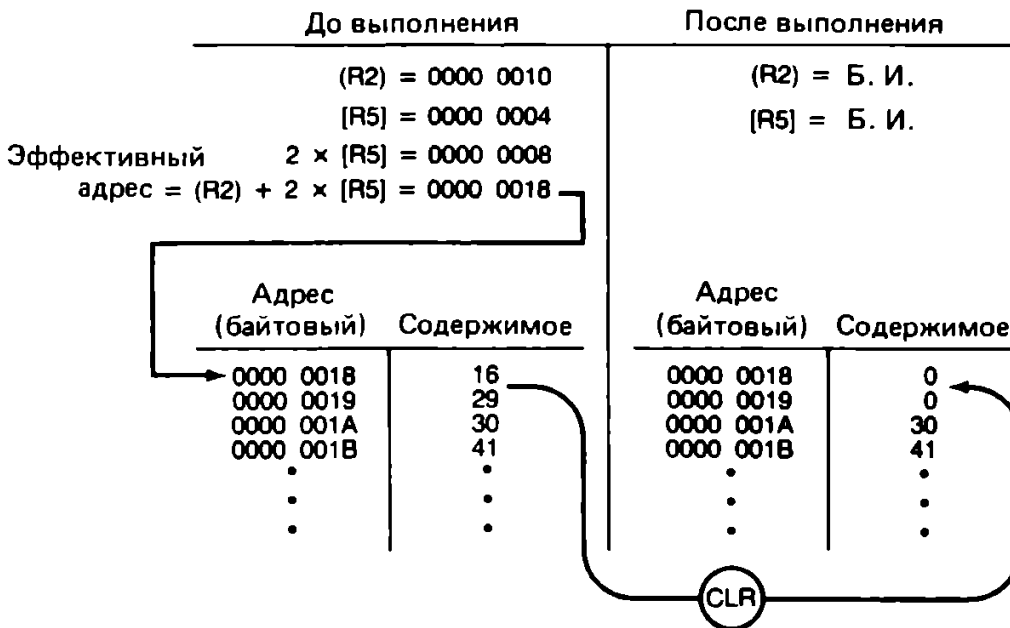 До выполнения
После выполнения
(R2) = 0000 0010
(R2) = Б. И.
[R5] = 0000 0004
[R5] = Б. И.
Эффективный 2 × [R5] = 0000 0008
адрес = (R2) + 2 × [R5] = 0000 0018
Адрес
(байтовый) Содержимое
0000 0018 16
0000 0019 29
0000 001A 30
0000 001B 41
Адрес
(байтовый) Содержимое
0000 0018 0
0000 0019 0
0000 001A 30
0000 001B 41
CLR